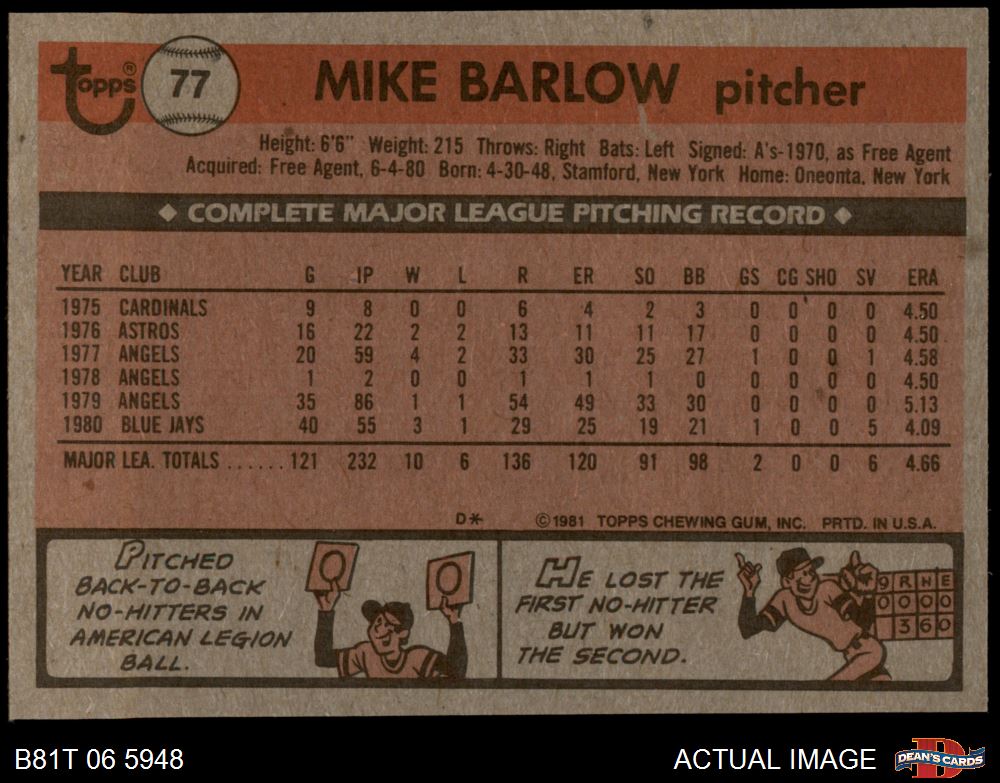 Topps® 77 MIKE BARLOW pitcher
Height: 6'6" Weight: 215 Throws: Right Bats: Left Signed: A's-1970, as Free Agent
Acquired: Free Agent, 6-4-80 Born: 4-30-48, Stamford, New York Home: Oneonta, New York
◆ COMPLETE MAJOR LEAGUE PITCHING RECORD ◆
YEAR CLUB G IP W L R ER SO BB GS CG SHO SV ERA
1975 CARDINALS 9 8 0 0 6 4 2 3 0 0 0 0 4.50
1976 ASTROS 16 22 2 2 13 11 11 17 0 0 0 0 4.50
1977 ANGELS 20 59 4 2 33 30 25 27 1 0 0 1 4.58
1978 ANGELS 1 2 0 0 1 1 1 0 0 0 0 0 4.50
1979 ANGELS 35 86 1 1 54 49 33 30 0 0 0 0 5.13
1980 BLUE JAYS 40 55 3 1 29 25 19 21 1 0 0 5 4.09
MAJOR LEA. TOTALS ...... 121 232 10 6 136 120 91 98 2 0 0 6 4.66
D* ©1981 TOPPS CHEWING GUM, INC. PRTD. IN U.S.A.
PITCHED
BACK-TO-BACK
NO-HITTERS IN
AMERICAN LEGION
BALL.
0 0
HE LOST THE
FIRST NO-HITTER
BUT WON
THE SECOND.
9 R H E
0 0 0 0
3 6 0
B81T 06 5948 ACTUAL IMAGE DEAN'S CARDS